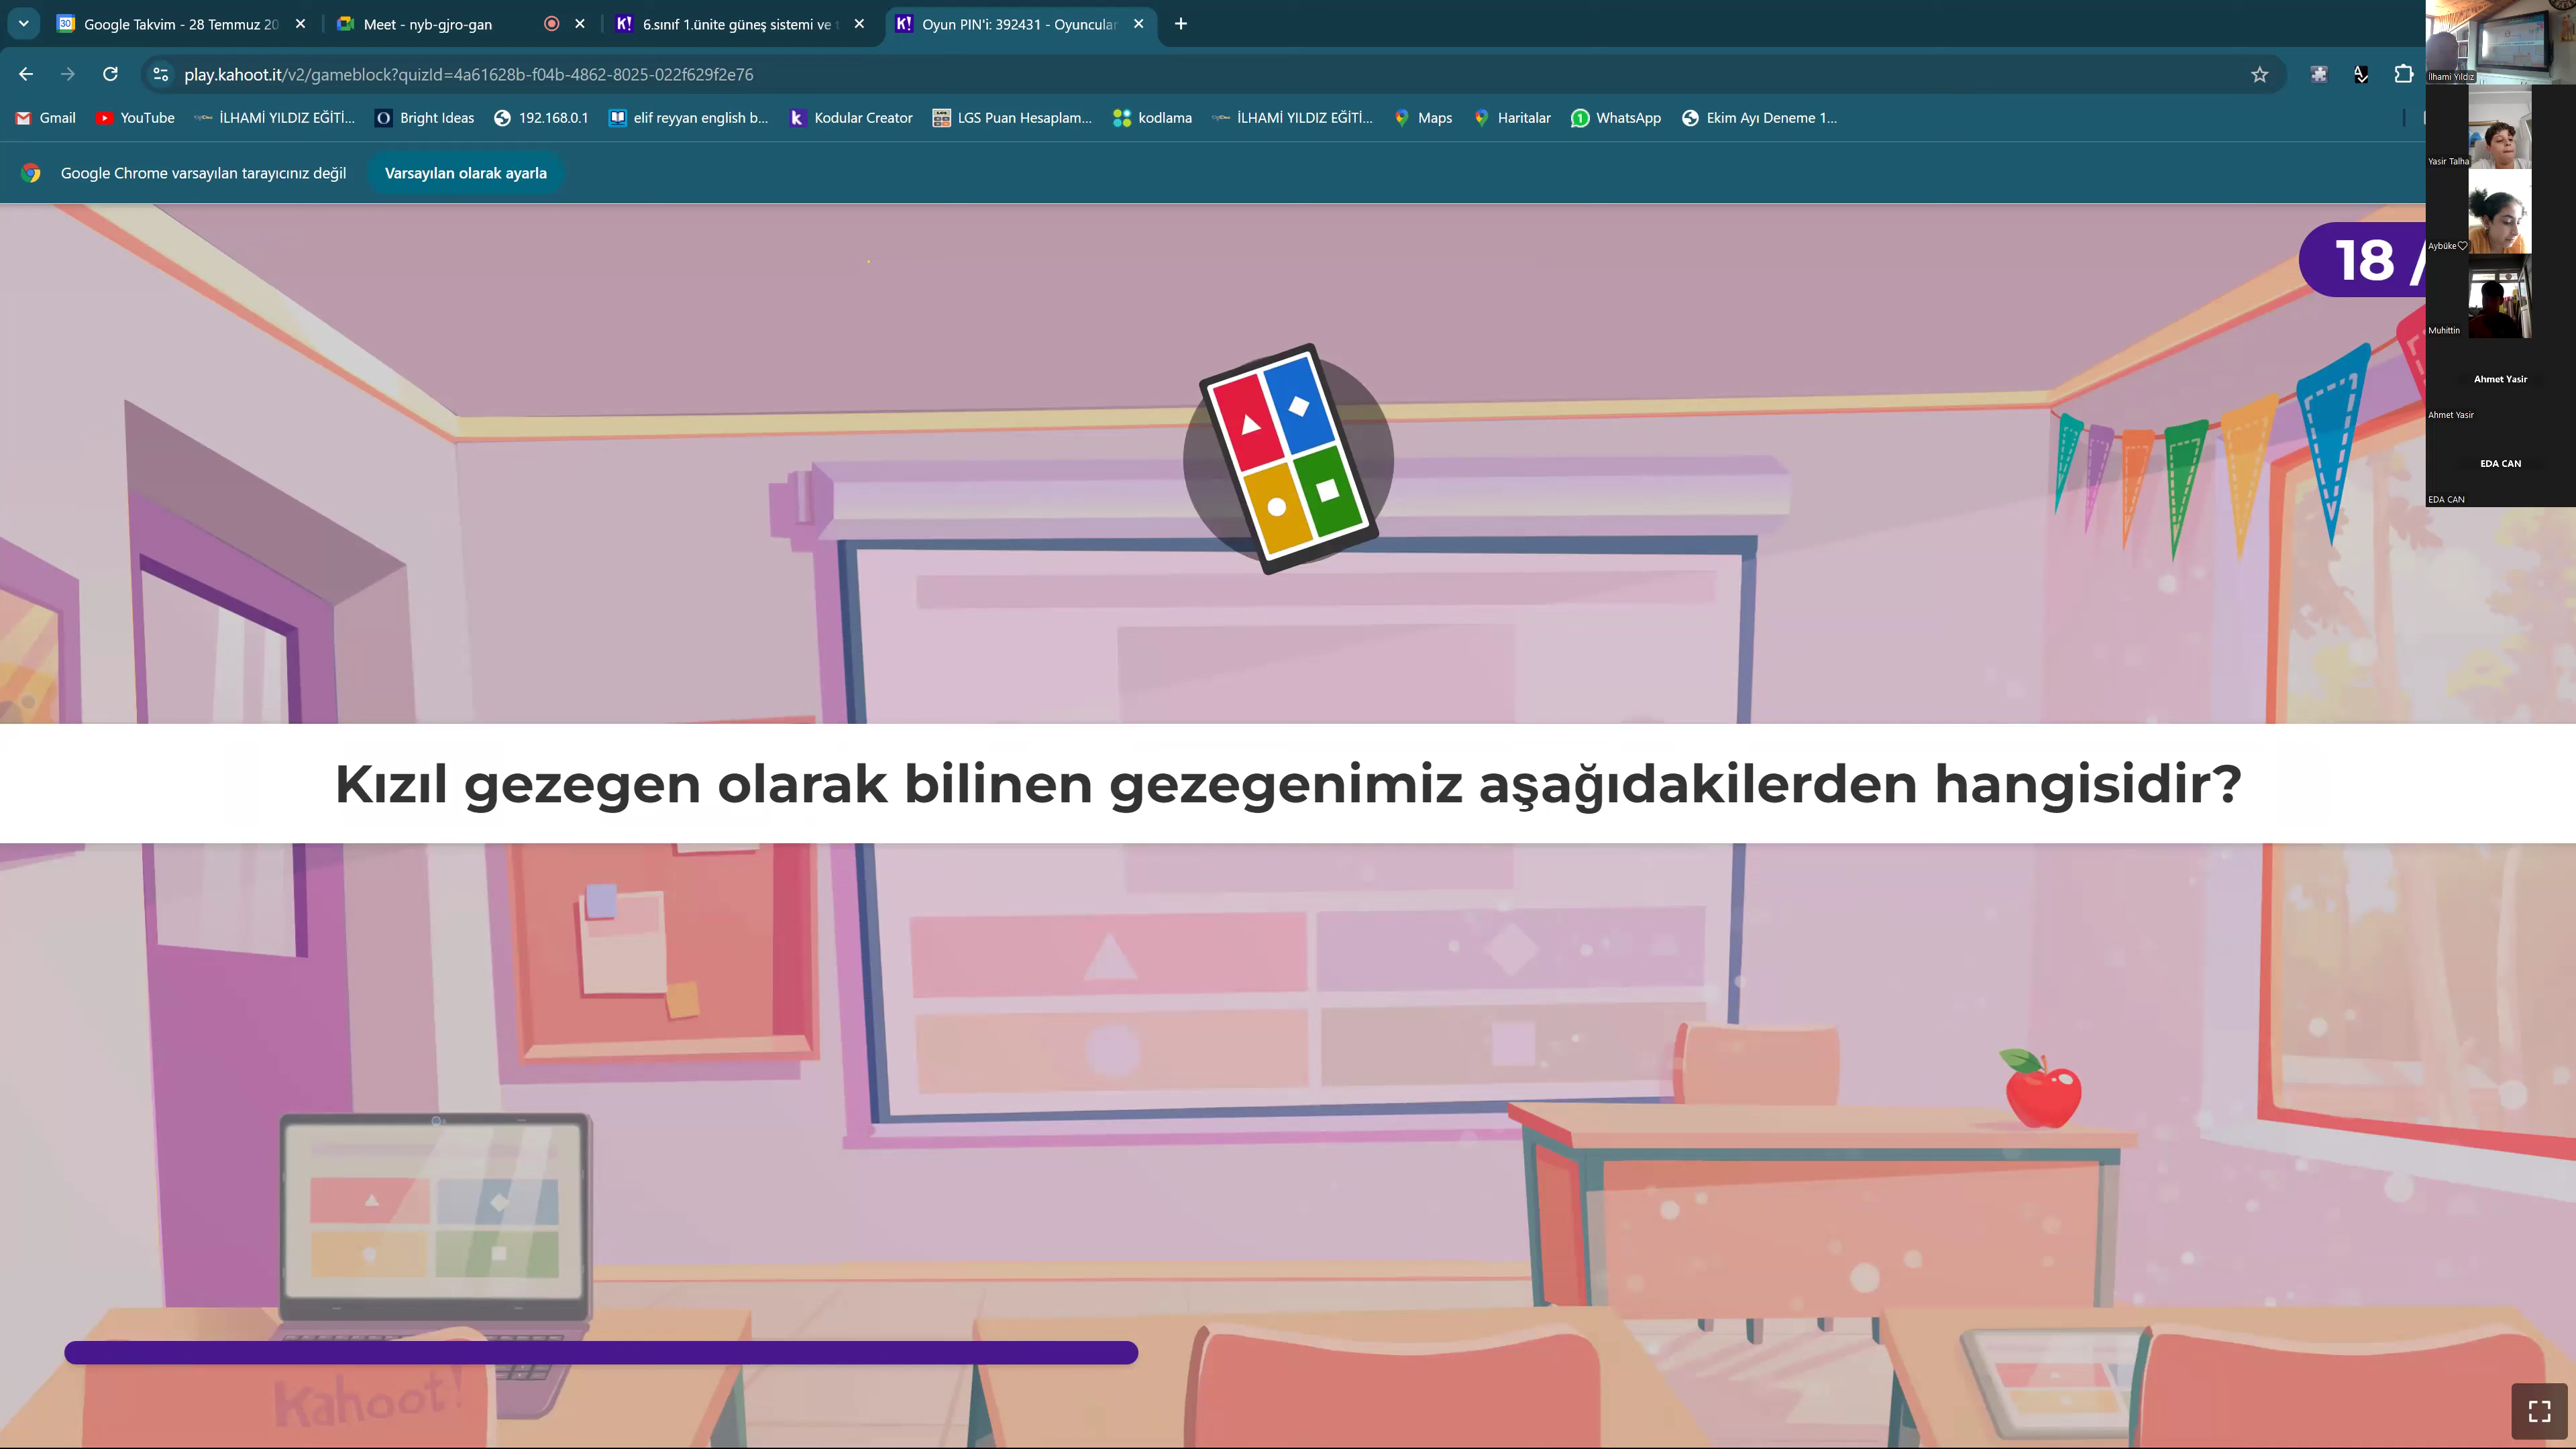 Google Takvim - 28 Temmuz 20
Meet - nyb-gjro-gan
6.sınıf 1.ünite güneş sistemi ve
Oyun PIN'i: 392431 - Oyuncular
play.kahoot.it/v2/gameblock?quizId=4a61628b-f04b-4862-8025-022f629f2e76
Gmail
YouTube
İLHAMİ YILDIZ EĞİTİ...
Bright Ideas
192.168.0.1
elif reyyan english b...
Kodular Creator
LGS Puan Hesaplam...
kodlama
İLHAMİ YILDIZ EĞİTİ...
Maps
Haritalar
WhatsApp
Ekim Ayı Deneme 1...
Google Chrome varsayılan tarayıcınız değil
Varsayılan olarak ayarla
İlhami Yıldız
Yasir Talha
Aybüke♡
Muhittin
Ahmet Yasir
Ahmet Yasir
EDA CAN
EDA CAN
18 /
Kızıl gezegen olarak bilinen gezegenimiz aşağıdakilerden hangisidir?
Kahoot!